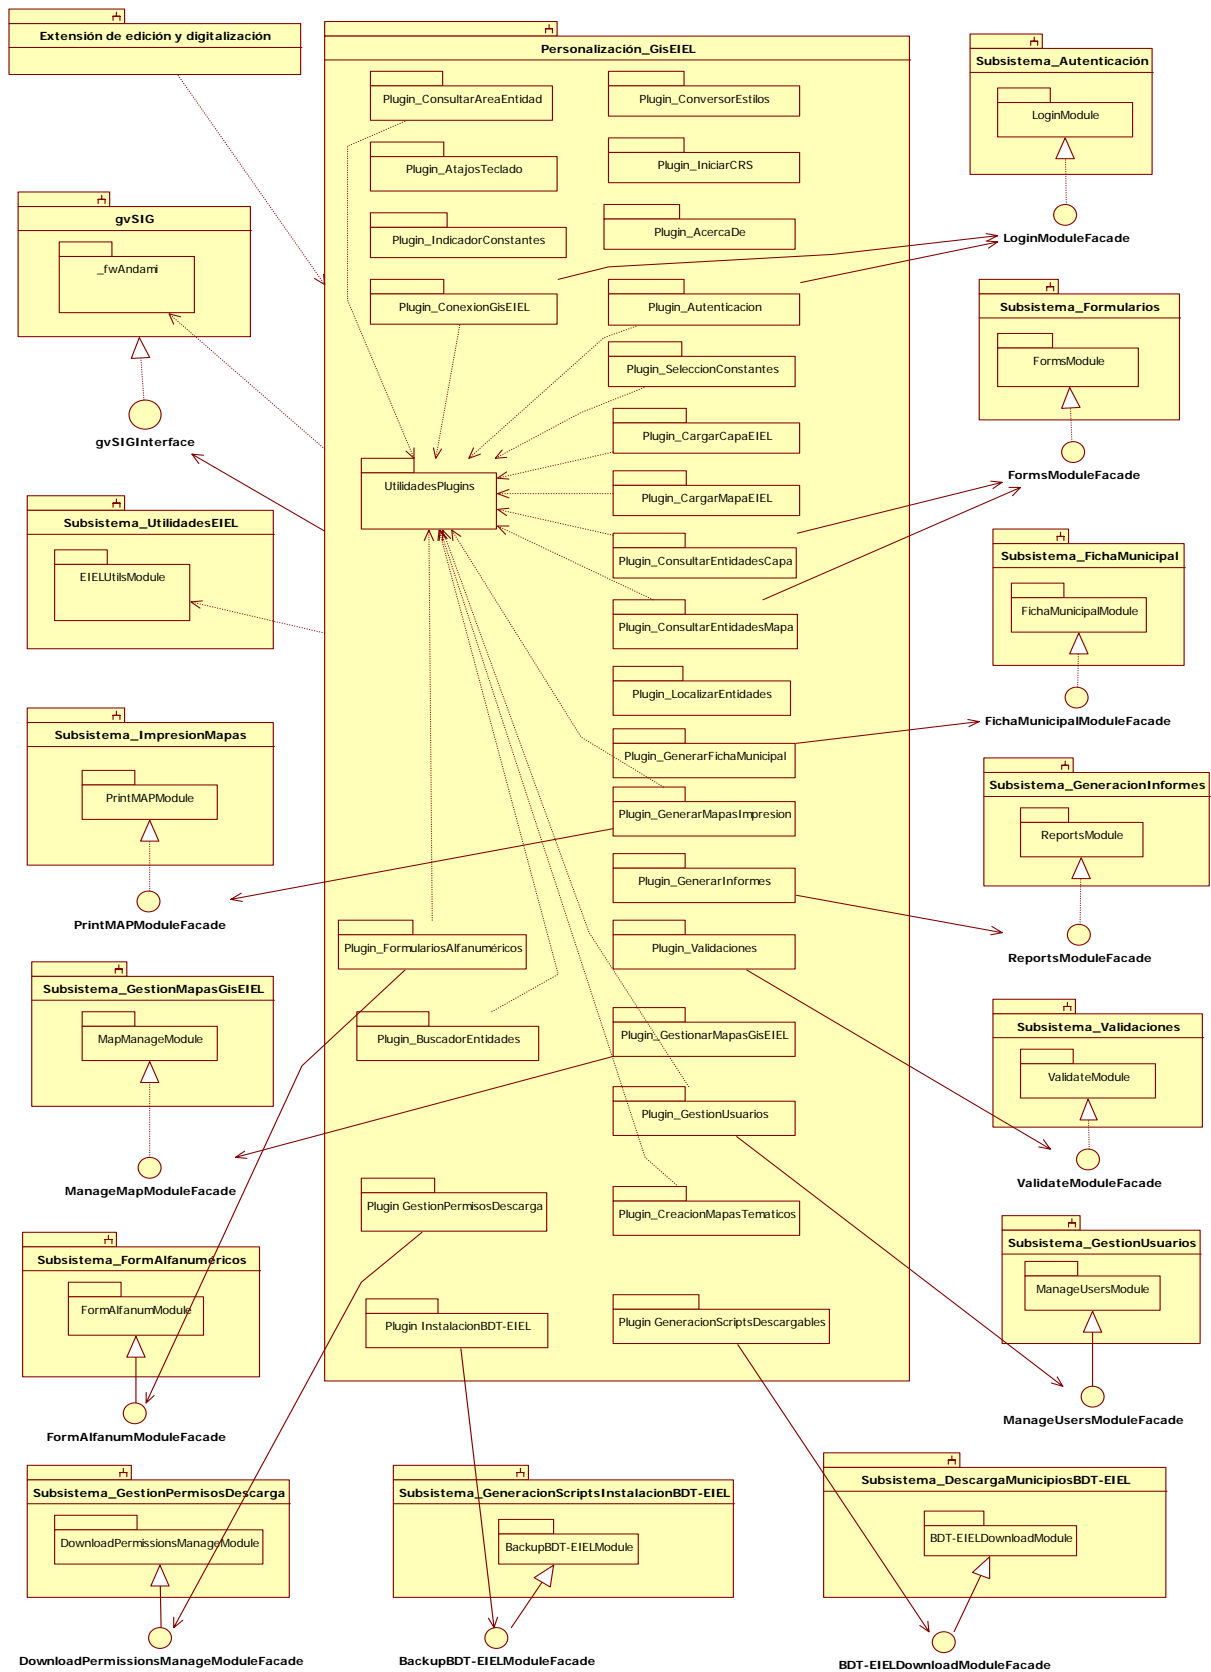 Extensión de edición y digitalización
Personalización_GisEIEL
Plugin_ConsultarAreaEntidad
Plugin_ConversorEstilos
Plugin_AtajosTeclado
Plugin_IniciarCRS
Plugin_IndicadorConstantes
Plugin_AcercaDe
Plugin_ConexionGisEIEL
Plugin_Autenticacion
Plugin_SeleccionConstantes
Plugin_CargarCapaEIEL
UtilidadesPlugins
Plugin_CargarMapaEIEL
Plugin_ConsultarEntidadesCapa
Plugin_ConsultarEntidadesMapa
Plugin_LocalizarEntidades
Plugin_GenerarFichaMunicipal
Plugin_GenerarMapasImpresion
Plugin_GenerarInformes
Plugin_FormulariosAlfanuméricos
Plugin_Validaciones
Plugin_BuscadorEntidades
Plugin_GestionarMapasGisEIEL
Plugin_GestionUsuarios
Plugin GestionPermisosDescarga
Plugin_CreacionMapasTematicos
Plugin InstalacionBDT-EIEL
Plugin GeneracionScriptsDescargables
gvSIG
_fwAndami
gvSIGInterface
Subsistema_UtilidadesEIEL
EIELUtilsModule
Subsistema_ImpresionMapas
PrintMAPModule
PrintMAPModuleFacade
Subsistema_GestionMapasGisEIEL
MapManageModule
ManageMapModuleFacade
Subsistema_FormAlfanuméricos
FormAlfanumModule
FormAlfanumModuleFacade
Subsistema_GestionPermisosDescarga
DownloadPermissionsManageModule
DownloadPermissionsManageModuleFacade
Subsistema_GeneracionScriptsInstalacionBDT-EIEL
BackupBDT-EIELModule
BackupBDT-EIELModuleFacade
Subsistema_DescargaMunicipiosBDT-EIEL
BDT-EIELDownloadModule
BDT-EIELDownloadModuleFacade
Subsistema_Autenticación
LoginModule
LoginModuleFacade
Subsistema_Formularios
FormsModule
FormsModuleFacade
Subsistema_FichaMunicipal
FichaMunicipalModule
FichaMunicipalModuleFacade
Subsistema_GeneracionInformes
ReportsModule
ReportsModuleFacade
Subsistema_Validaciones
ValidateModule
ValidateModuleFacade
Subsistema_GestionUsuarios
ManageUsersModule
ManageUsersModuleFacade